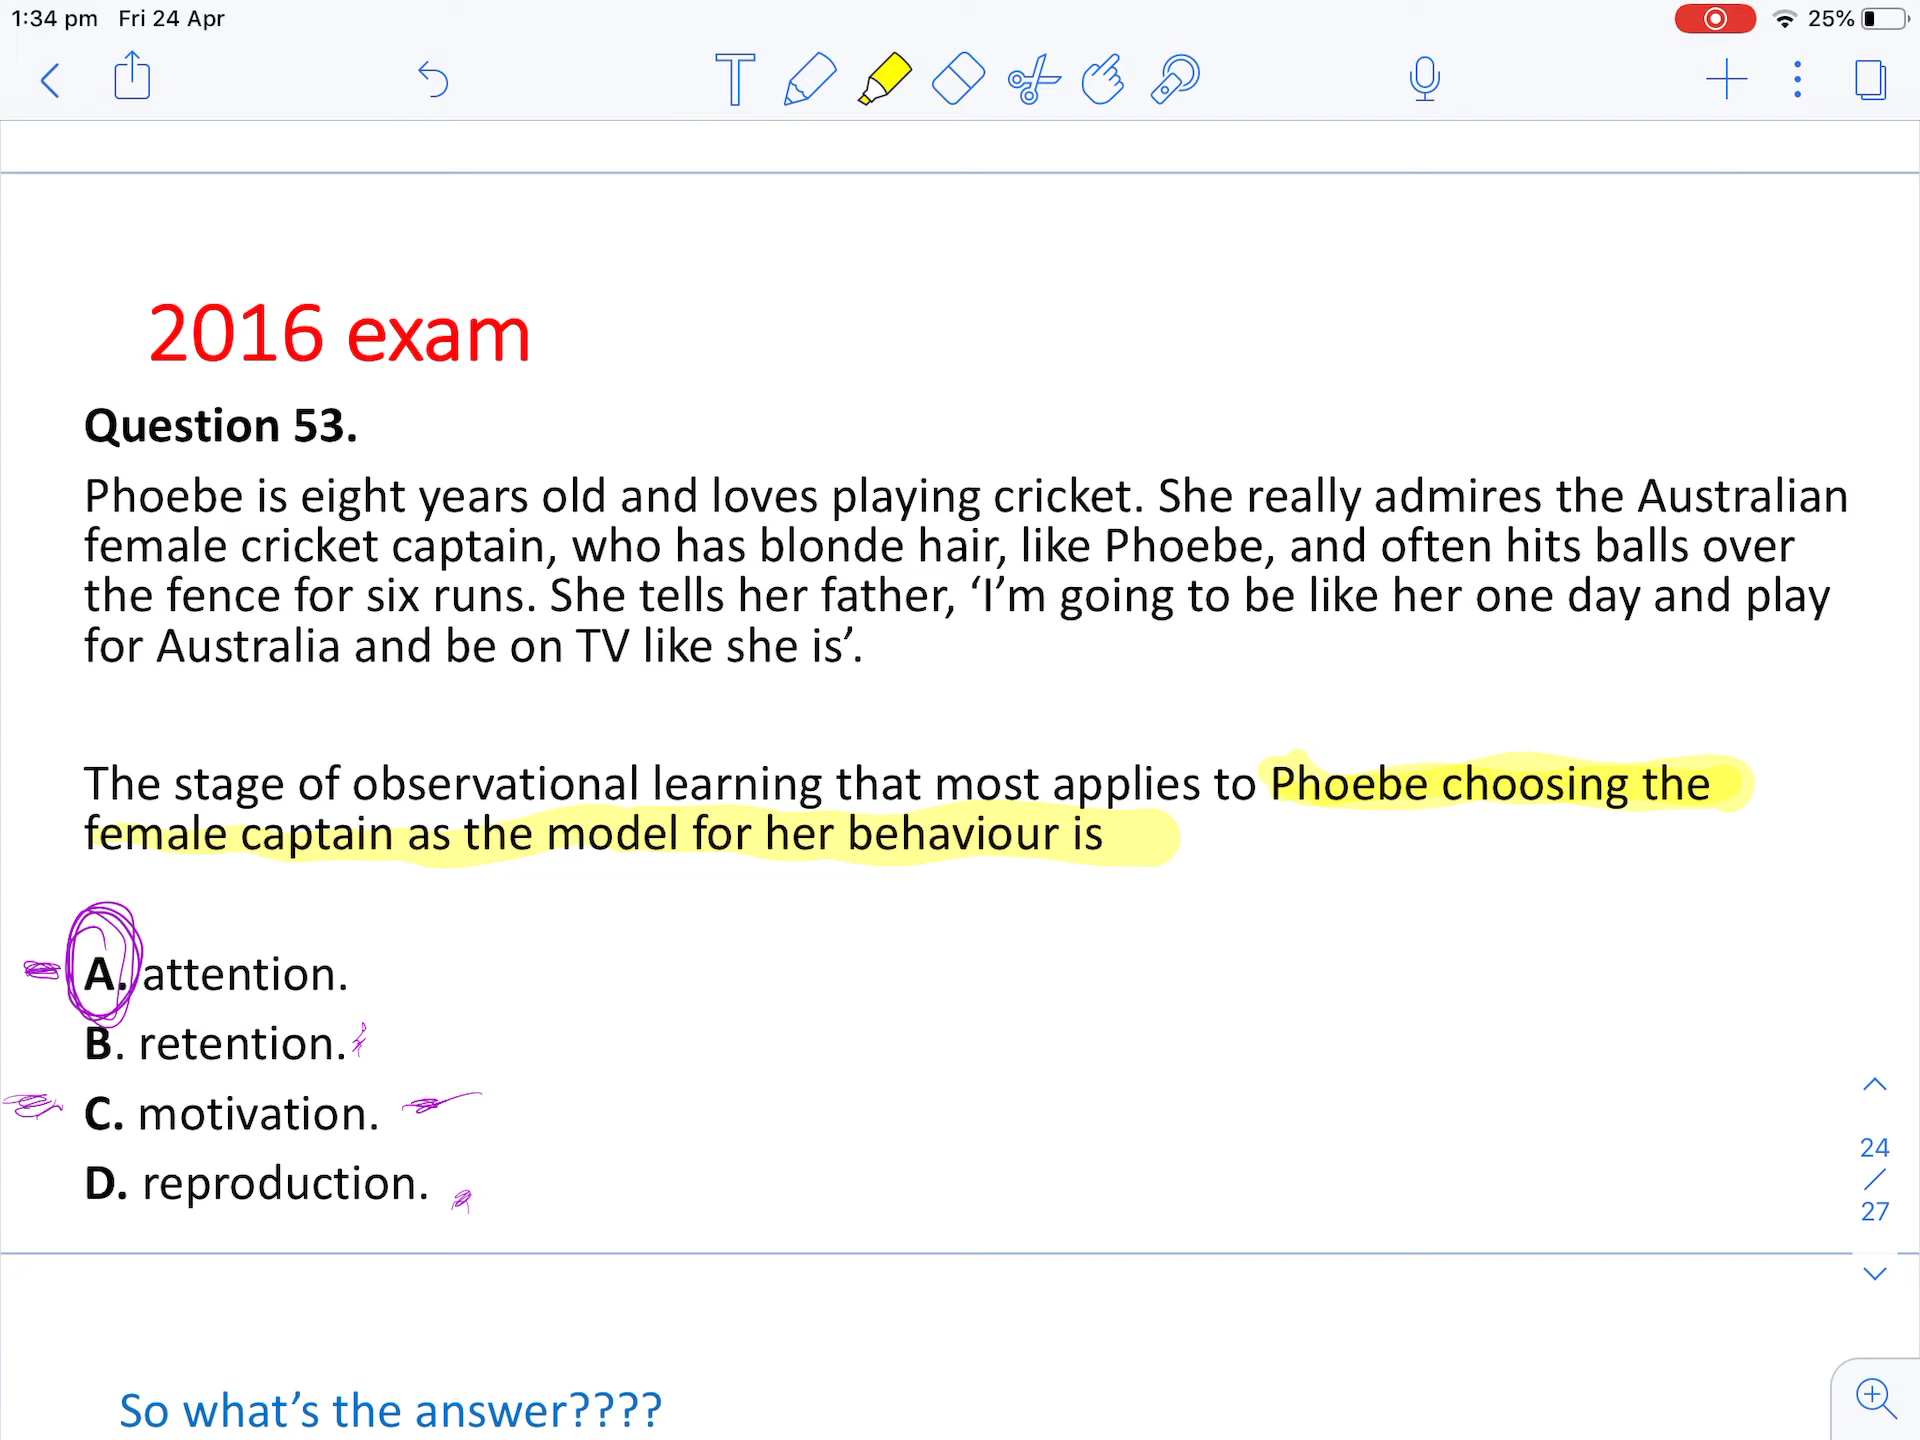 1:34 pm Fri 24 Apr
25%
2016 exam
Question 53.
Phoebe is eight years old and loves playing cricket. She really admires the Australian
female cricket captain, who has blonde hair, like Phoebe, and often hits balls over
the fence for six runs. She tells her father, ‘I’m going to be like her one day and play
for Australia and be on TV like she is’.
The stage of observational learning that most applies to Phoebe choosing the
female captain as the model for her behaviour is
A. attention.
B. retention.
C. motivation.
D. reproduction.
24
/
27
So what’s the answer????